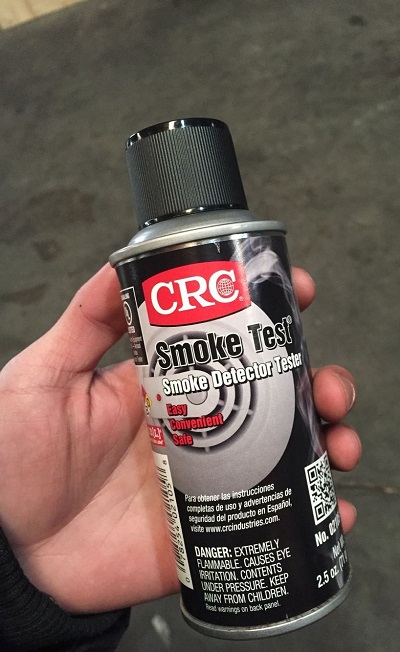 CRC®
Smoke Test®
Smoke Detector Tester
Easy
Convenient
Safe
Para obtener las instrucciones
completas de uso y advertencias de
seguridad del producto en Español,
visite www.crcindustries.com.
DANGER: EXTREMELY
FLAMMABLE. CAUSES EYE
IRRITATION. CONTENTS
UNDER PRESSURE. KEEP
AWAY FROM CHILDREN.
Read warnings on back panel.
No.
2.5 oz.